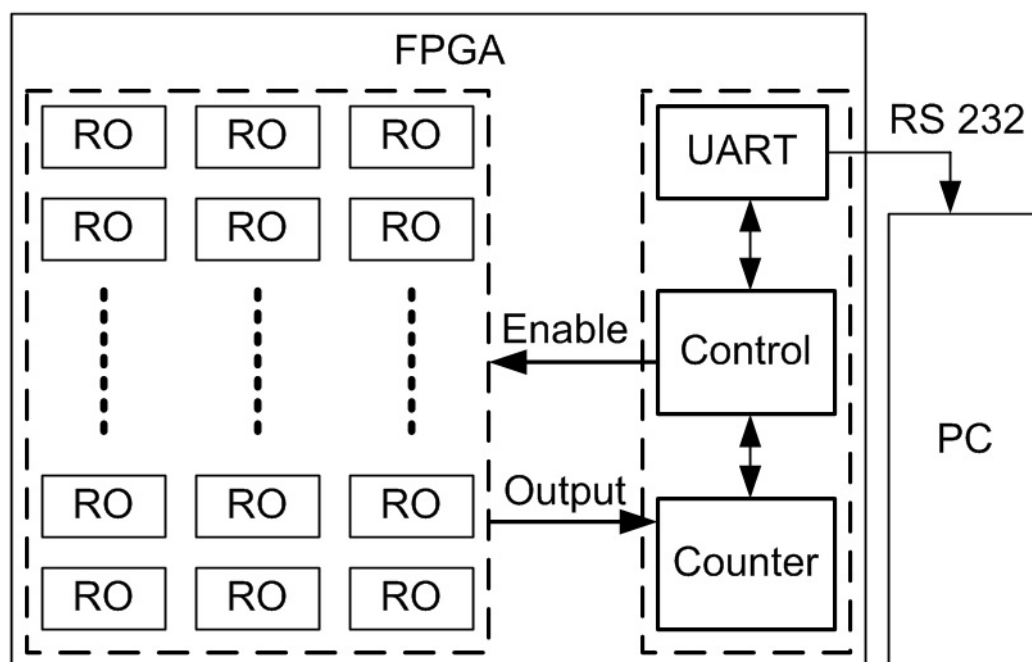 FPGA
RO RO RO
RO RO RO
RO RO RO
RO RO RO
Enable
Output
UART
Control
Counter
RS 232
PC